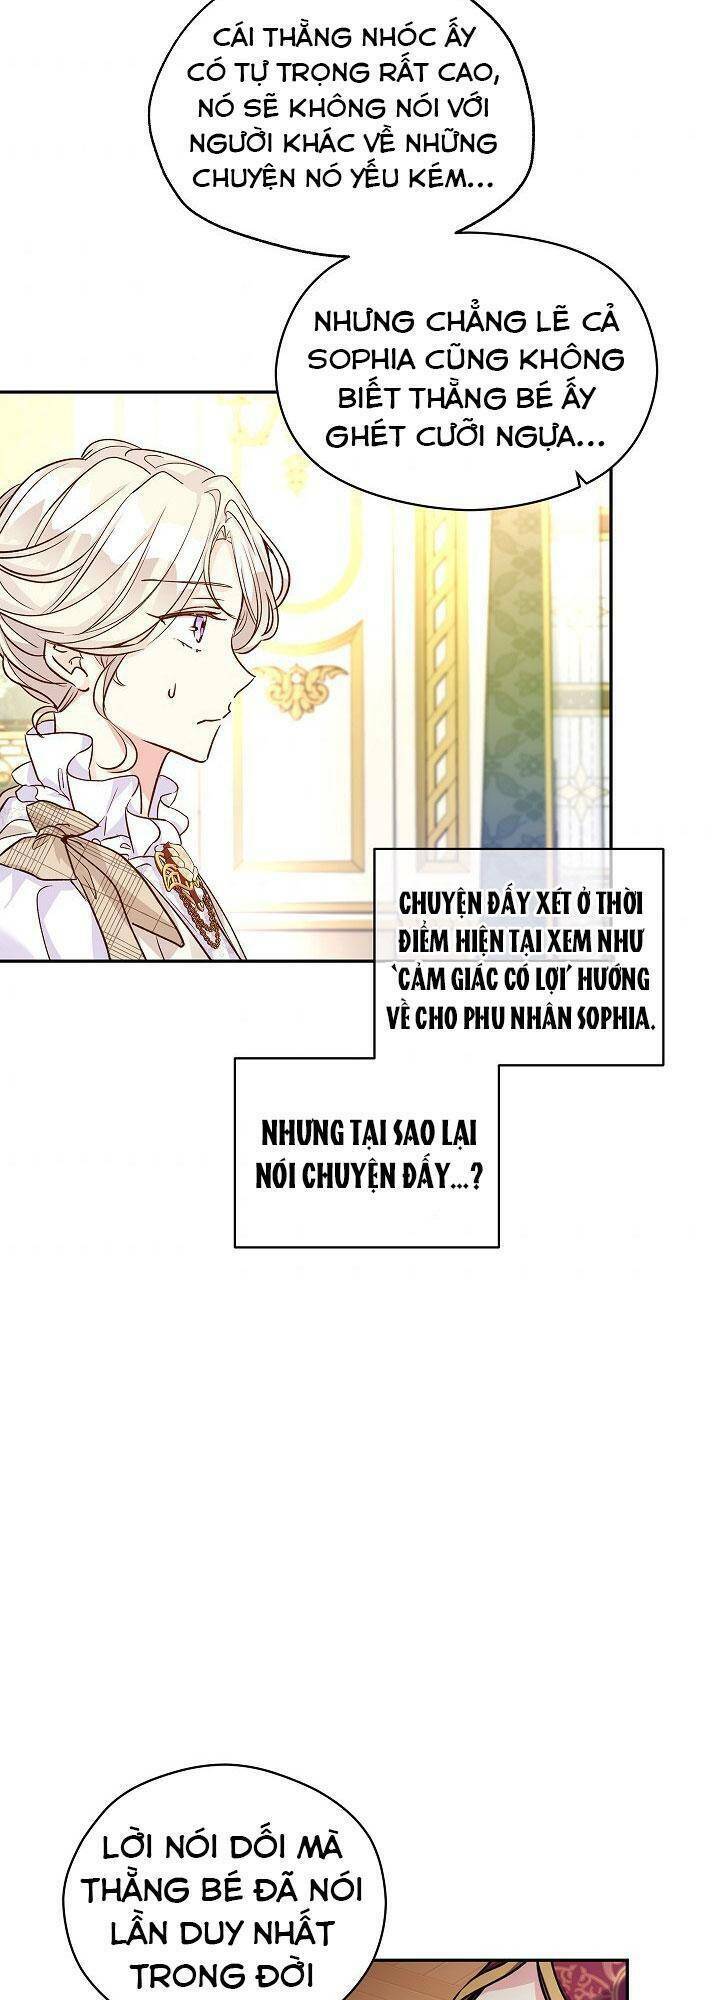 CÁI THẰNG NHÓC ẤY
CÓ TỰ TRỌNG RẤT CAO,
NÓ SẼ KHÔNG NÓI VỚI
NGƯỜI KHÁC VỀ NHỮNG
CHUYỆN NÓ YẾU KÉM...
NHƯNG CHẲNG LẼ CẢ
SOPHIA CŨNG KHÔNG
BIẾT THẰNG BÉ ẤY
GHÉT CƯỠI NGỰA...
CHUYỆN ĐẤY XÉT Ở THỜI
ĐIỂM HIỆN TẠI XEM NHƯ
'CẢM GIÁC CÓ LỢI' HƯỚNG
VỀ CHO PHU NHÂN SOPHIA.
NHƯNG TẠI SAO LẠI
NÓI CHUYỆN ĐẤY...?
LỜI NÓI DỐI MÀ
THẰNG BÉ ĐÃ NÓI
LẦN DUY NHẤT
TRONG ĐỜI